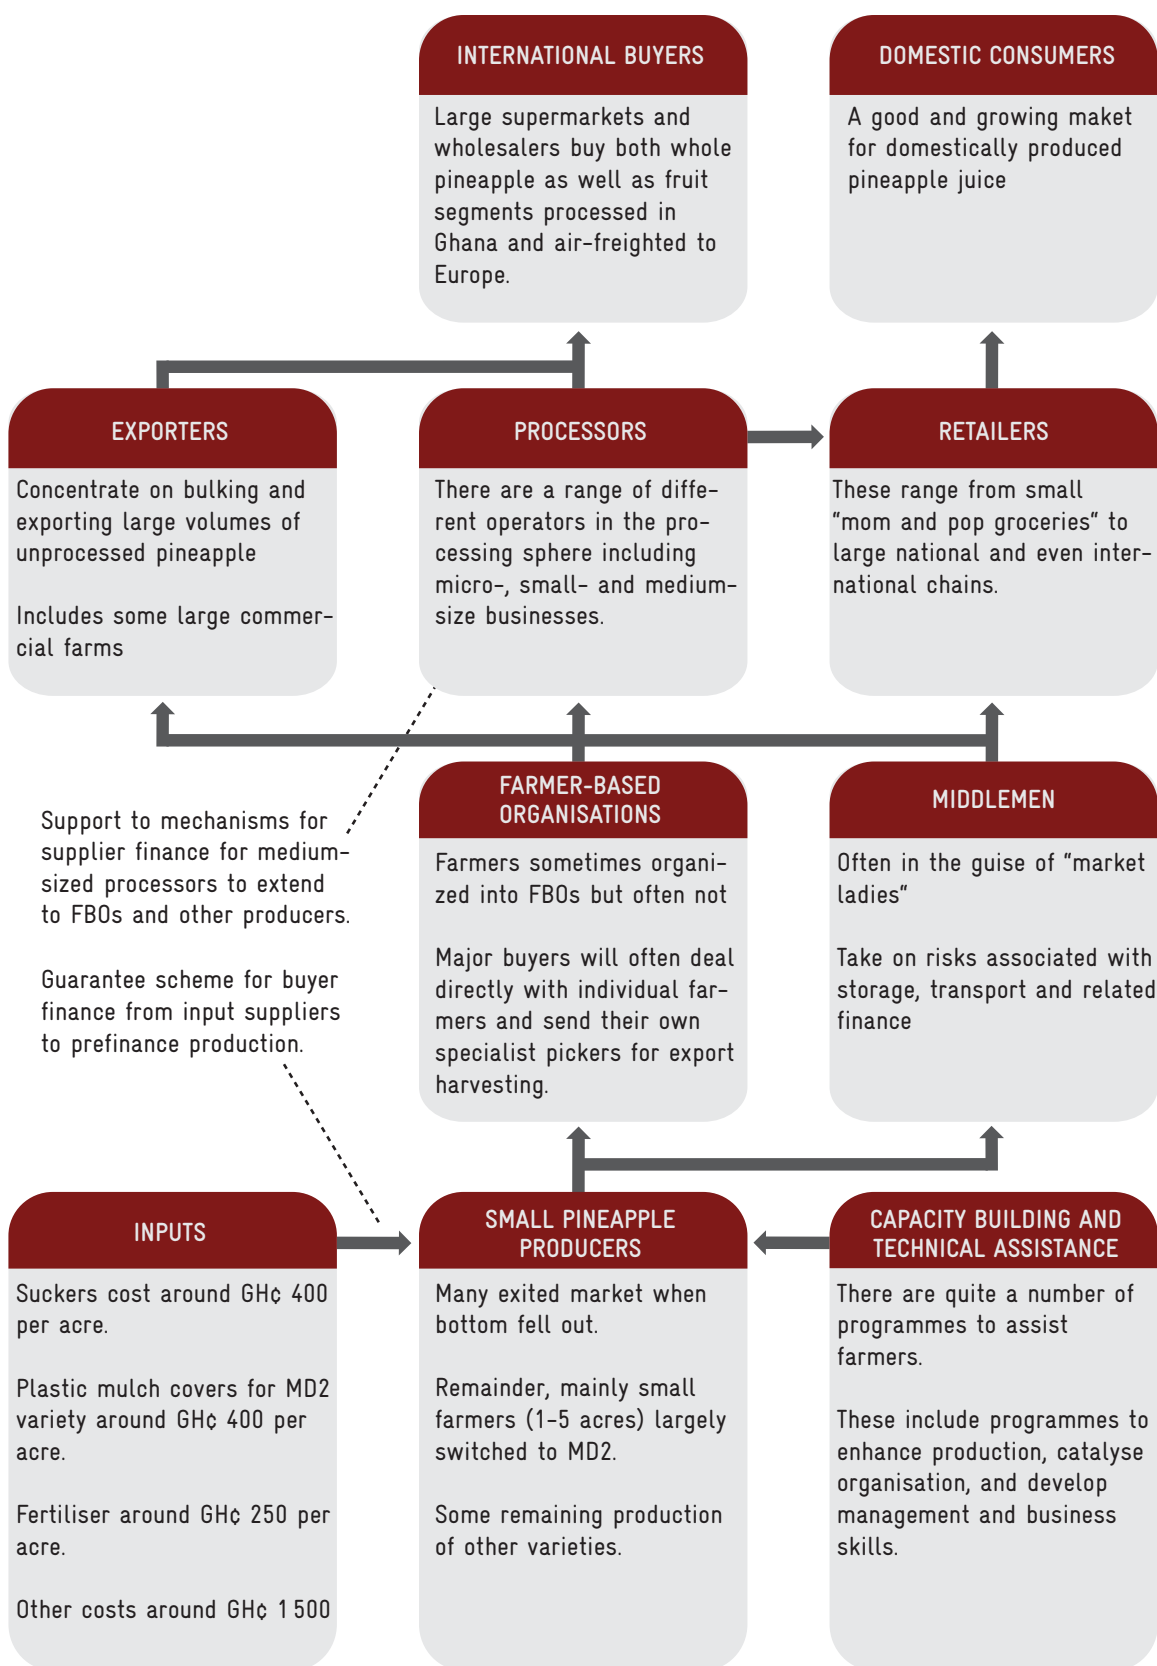 INTERNATIONAL BUYERS
Large supermarkets and
wholesalers buy both whole
pineapple as well as fruit
segments processed in
Ghana and air-freighted to
Europe.
DOMESTIC CONSUMERS
A good and growing maket
for domestically produced
pineapple juice
EXPORTERS
Concentrate on bulking and
exporting large volumes of
unprocessed pineapple
Includes some large commer-
cial farms
PROCESSORS
There are a range of diffe-
rent operators in the pro-
cessing sphere including
micro-, small- and medium-
size businesses.
RETAILERS
These range from small
“mom and pop groceries“ to
large national and even inter-
national chains.
Support to mechanisms for
supplier finance for medium-
sized processors to extend
to FBOs and other producers.
Guarantee scheme for buyer
finance from input suppliers
to prefinance production.
FARMER-BASED
ORGANISATIONS
Farmers sometimes organi-
zed into FBOs but often not
Major buyers will often deal
directly with individual far-
mers and send their own
specialist pickers for export
harvesting.
MIDDLEMEN
Often in the guise of “market
ladies“
Take on risks associated with
storage, transport and related
finance
INPUTS
Suckers cost around GH¢ 400
per acre.
Plastic mulch covers for MD2
variety around GH¢ 400 per
acre.
Fertiliser around GH¢ 250 per
acre.
Other costs around GH¢ 1 500
SMALL PINEAPPLE
PRODUCERS
Many exited market when
bottom fell out.
Remainder, mainly small
farmers (1-5 acres) largely
switched to MD2.
Some remaining production
of other varieties.
CAPACITY BUILDING AND
TECHNICAL ASSISTANCE
There are quite a number of
programmes to assist
farmers.
These include programmes to
enhance production, catalyse
organisation, and develop
management and business
skills.